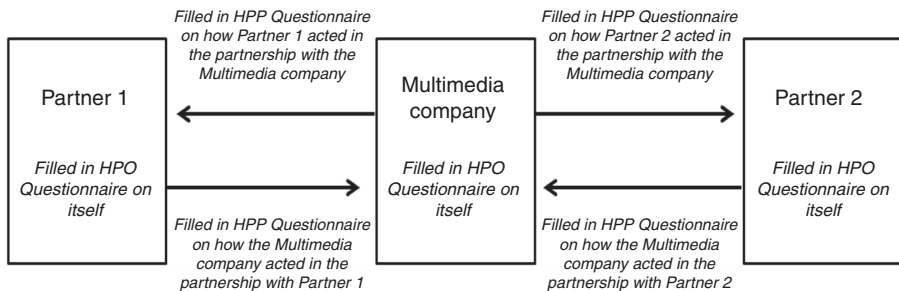 Filled in HPP Questionnaire
on how Partner 1 acted in
the partnership with the
Multimedia company
Filled in HPP Questionnaire
on how Partner 2 acted
in the partnership with the
Multimedia company
Partner 1
Filled in HPO
Questionnaire on
itself
Multimedia
company
Filled in HPO
Questionnaire on
itself
Partner 2
Filled in HPO
Questionnaire on
itself
Filled in HPP Questionnaire
on how the Multimedia
company acted in the
partnership with Partner 1
Filled in HPP Questionnaire
on how the Multimedia
company acted in the
partnership with Partner 2